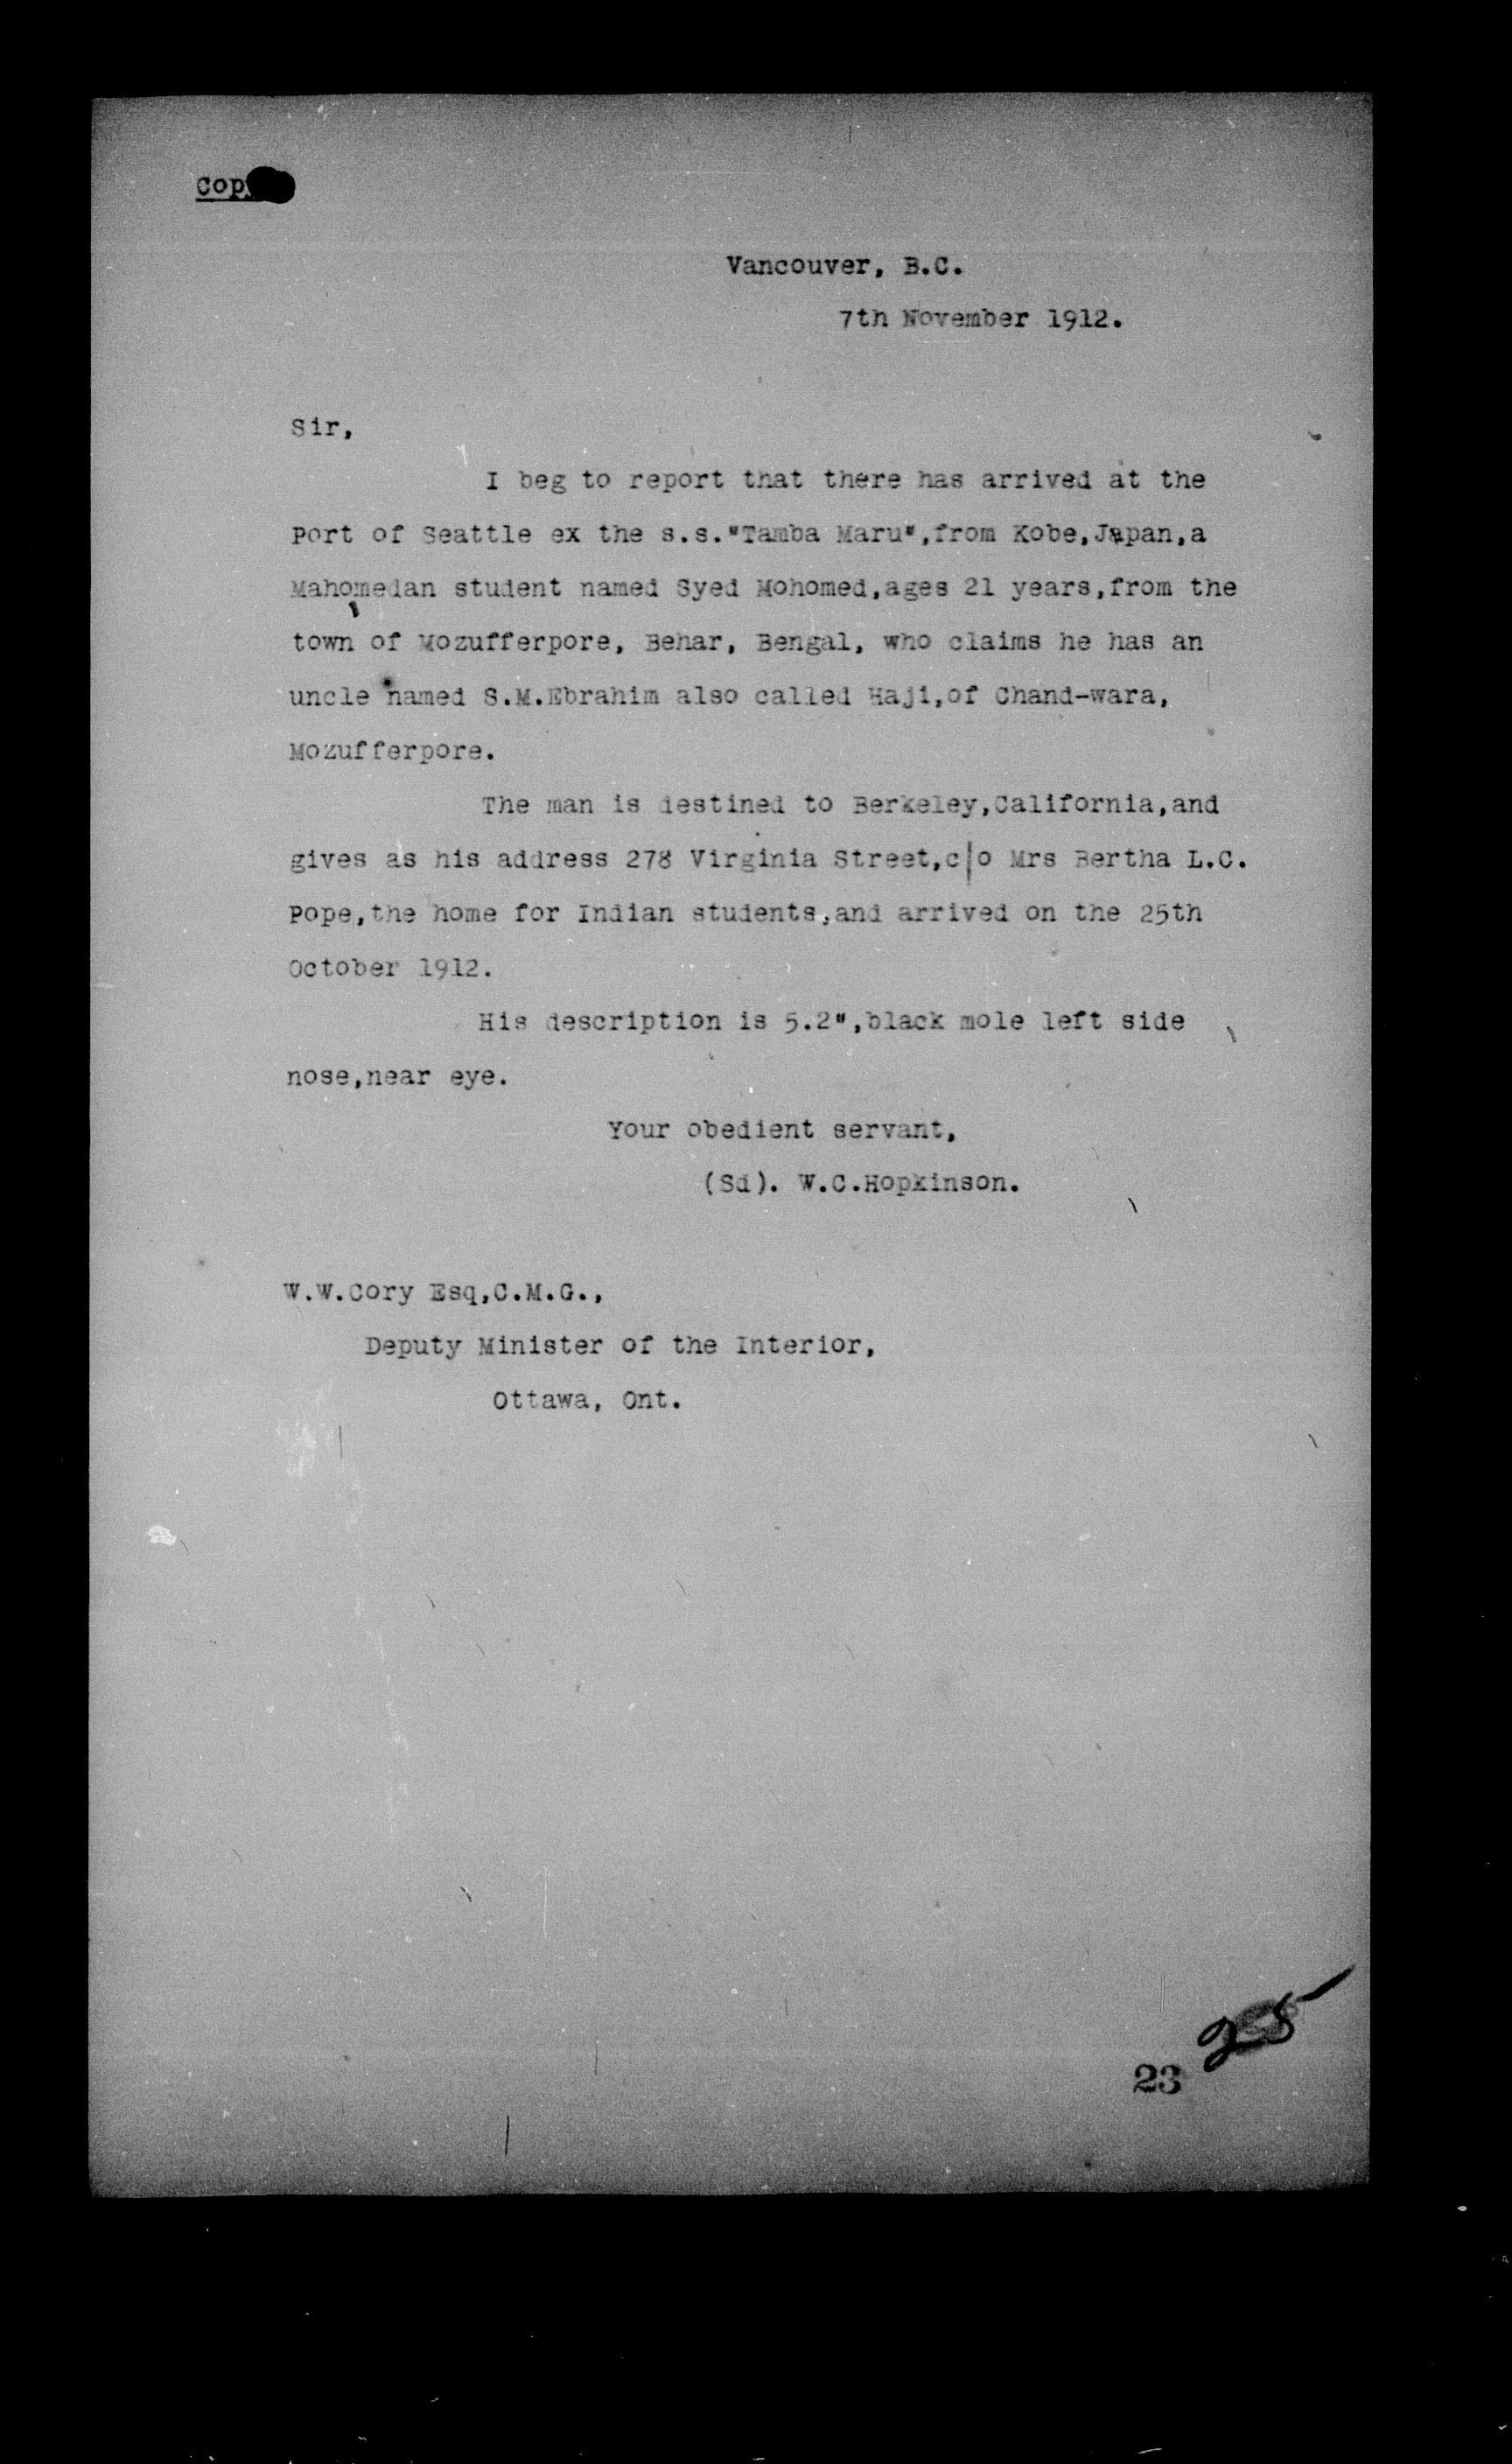 Cop
Vancouver, B.C.
7th November 1912.
Sir,
I beg to report that there has arrived at the
Port of Seattle ex the s.s."Tamba Maru",from Kobe,Japan,a
Mahomedan student named Syed Mohomed,ages 21 years,from the
town of Mozufferpore, Behar, Bengal, who claims he has an
uncle named S.M.Ebrahim also called Haji,of Chand-wara,
Mozufferpore.
The man is destined to Berkeley,California,and
gives as his address 278 Virginia Street,c/o Mrs Bertha L.C.
Pope,the home for Indian students,and arrived on the 25th
October 1912.
His description is 5.2",black mole left side
nose,near eye.
Your obedient servant,
(Sd). W.C.Hopkinson.
W.W.Cory Esq,C.M.G.,
Deputy Minister of the Interior,
Ottawa, Ont.
25
23